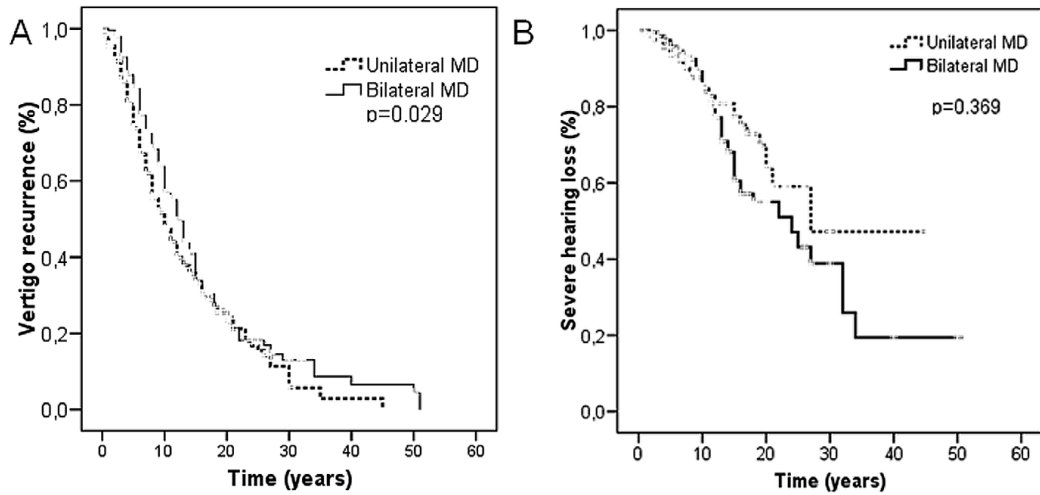 A
Vertigo recurrence (%)
1,0
0,8
0,6
0,4
0,2
0,0
Unilateral MD
Bilateral MD
p=0.029
0 10 20 30 40 50 60
Time (years)
B
Severe hearing loss (%)
1,0
0,8
0,6
0,4
0,2
0,0
Unilateral MD
Bilateral MD
p=0.369
0 10 20 30 40 50 60
Time (years)